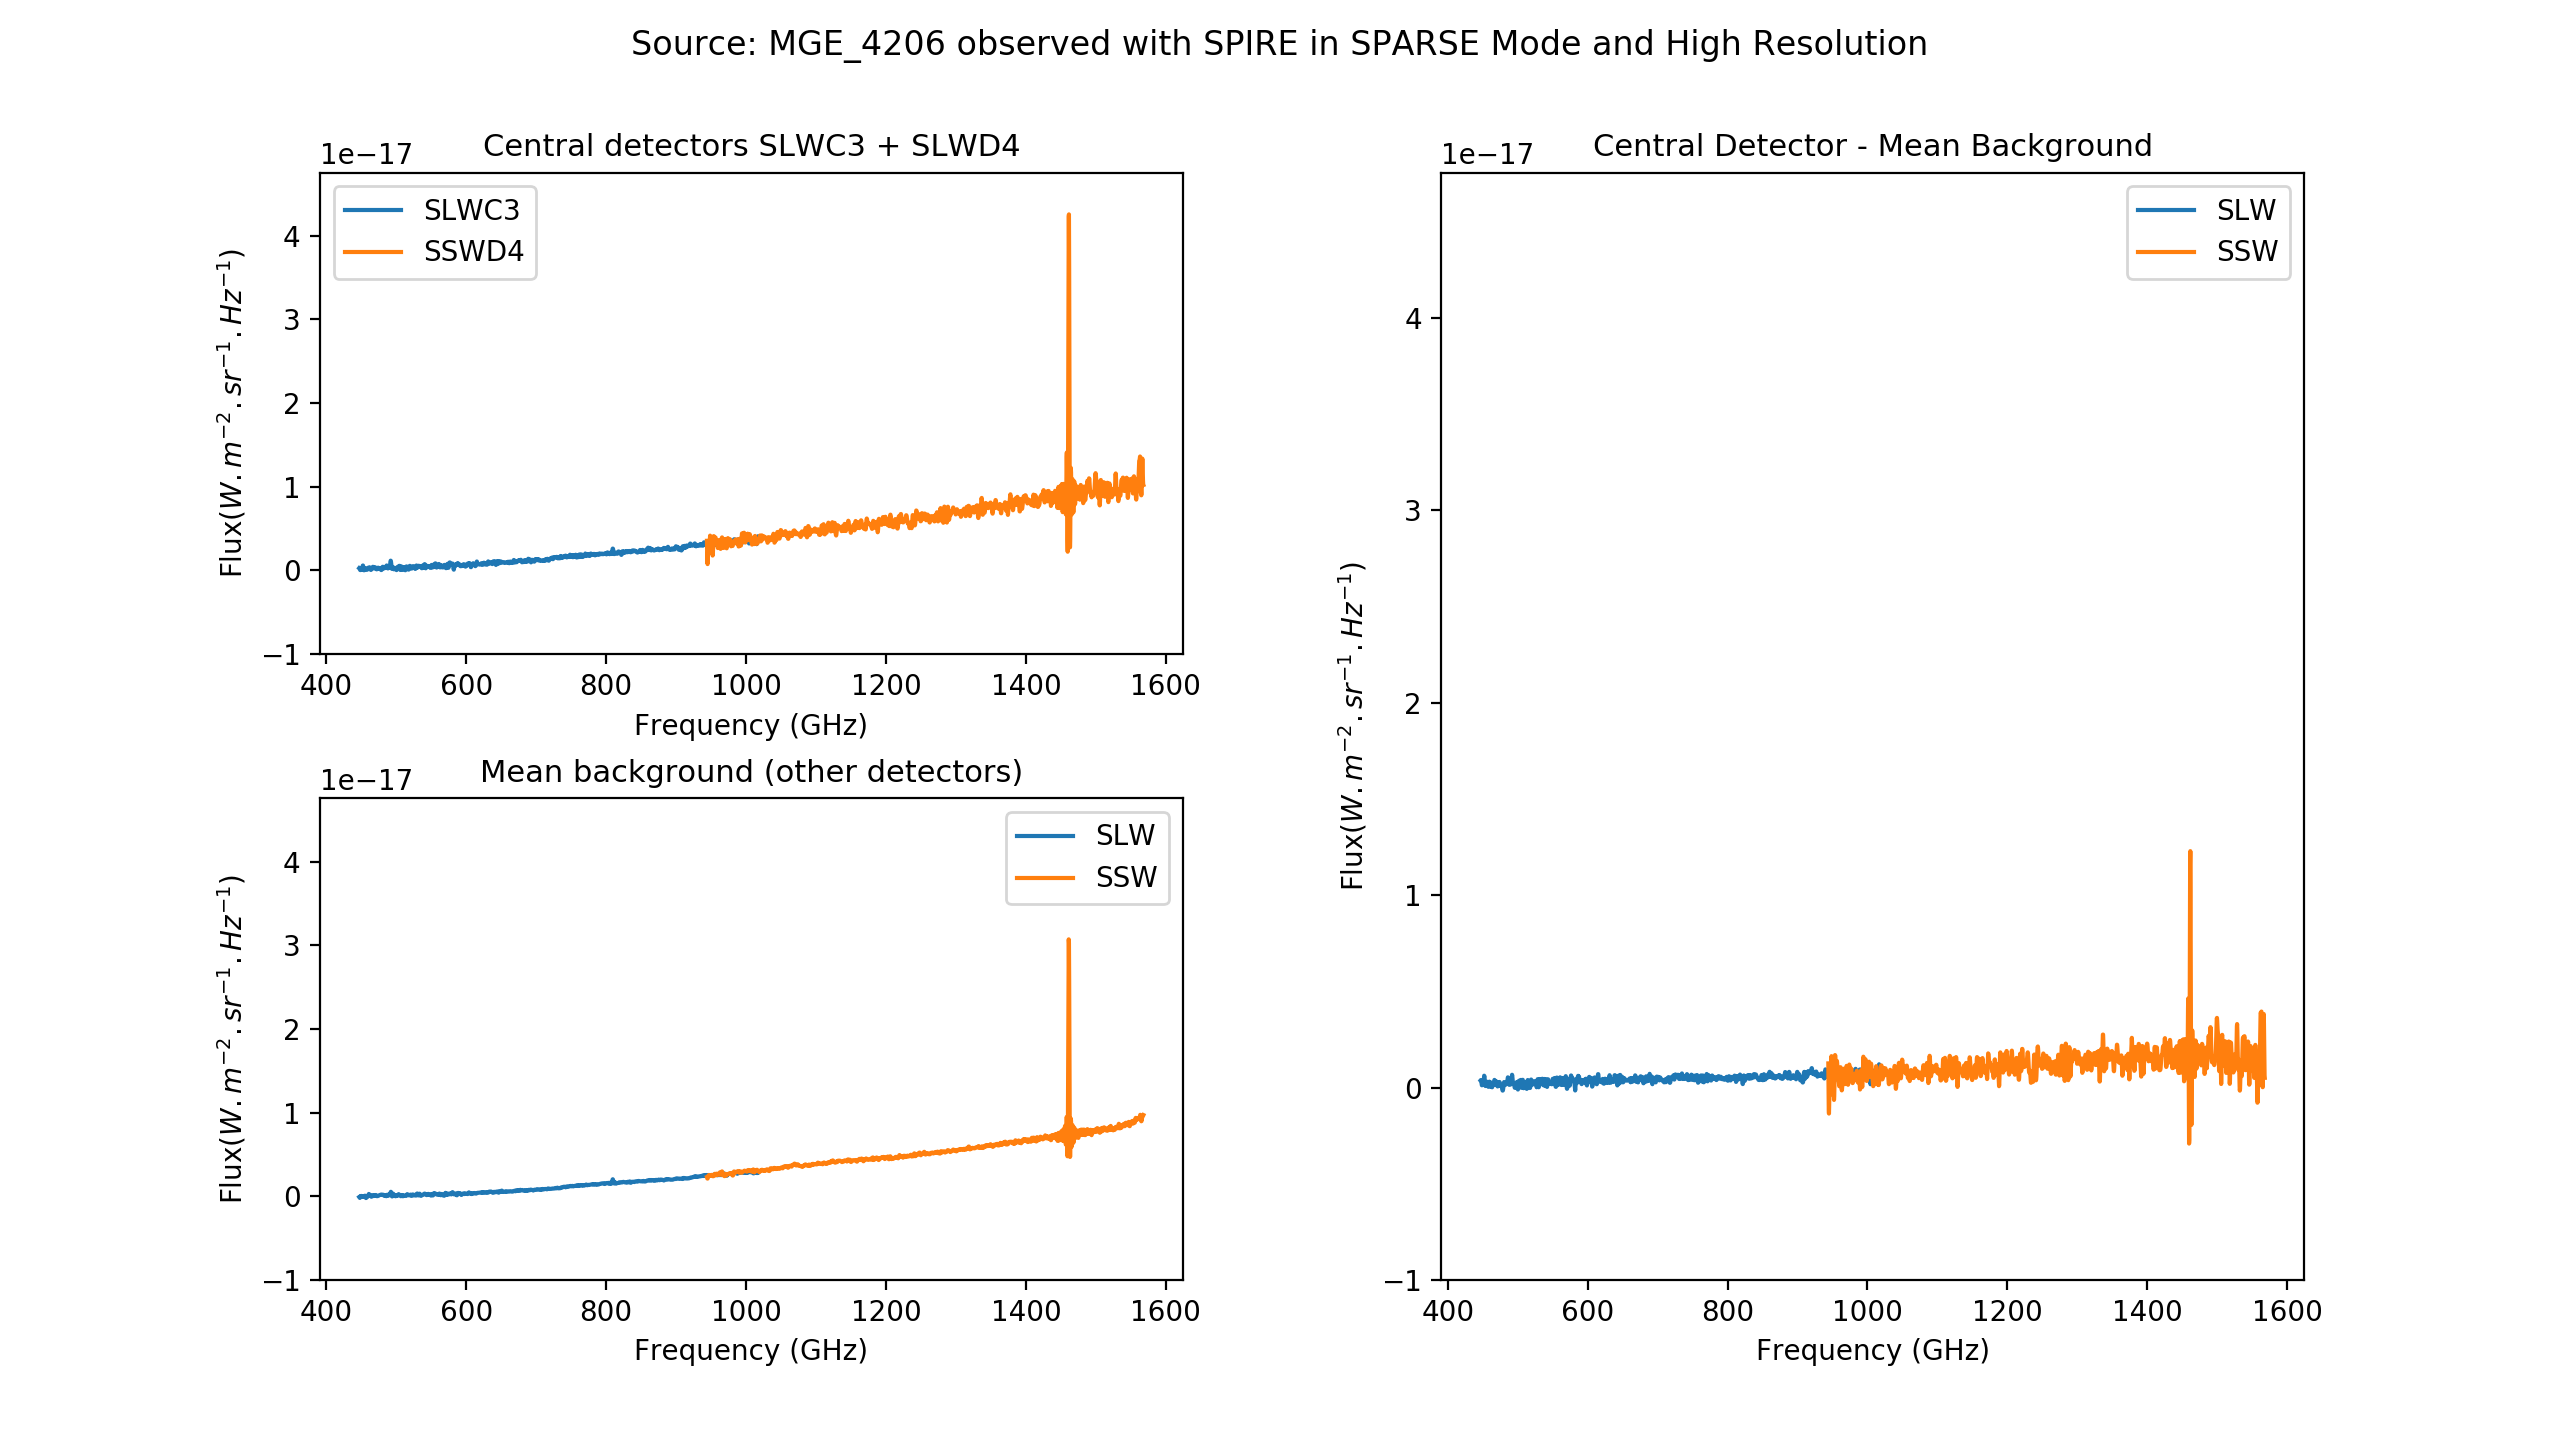 Source: MGE_4206 observed with SPIRE in SPARSE Mode and High Resolution
Central detectors SLWC3 + SLWD4
1e−17
SLWC3
SSWD4
4
3
2
1
0
−1
Flux(W.m⁻².sr⁻¹.Hz⁻¹)
400 600 800 1000 1200 1400 1600
Frequency (GHz)
Mean background (other detectors)
1e−17
SLW
SSW
4
3
2
1
0
−1
Flux(W.m⁻².sr⁻¹.Hz⁻¹)
400 600 800 1000 1200 1400 1600
Frequency (GHz)
Central Detector - Mean Background
1e−17
SLW
SSW
4
3
2
1
0
−1
Flux(W.m⁻².sr⁻¹.Hz⁻¹)
400 600 800 1000 1200 1400 1600
Frequency (GHz)